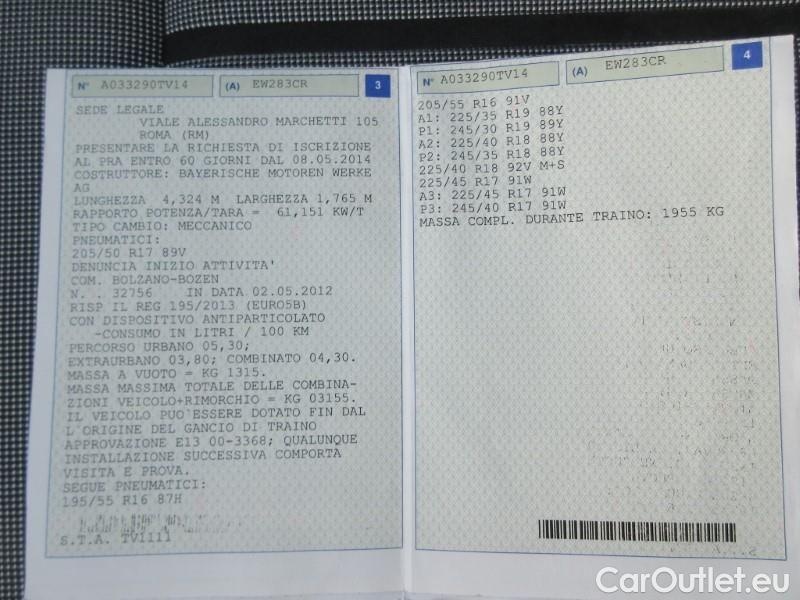 N° A033290TV14 (A) EW283CR 3
SEDE LEGALE
VIALE ALESSANDRO MARCHETTI 105
ROMA (RM)
PRESENTARE LA RICHIESTA DI ISCRIZIONE
AL PRA ENTRO 60 GIORNI DAL 08.05.2014
COSTRUTTORE: BAYERISCHE MOTOREN WERKE
AG
LUNGHEZZA 4,324 M LARGHEZZA 1,765 M
RAPPORTO POTENZA/TARA = 61,151 KW/T
TIPO CAMBIO: MECCANICO
PNEUMATICI:
205/50 R17 89V
DENUNCIA INIZIO ATTIVITA'
COM. BOLZANO-BOZEN
N. . 32756 IN DATA 02.05.2012
RISP IL REG 195/2013 (EURO5B)
CON DISPOSITIVO ANTIPARTICOLATO
-CONSUMO IN LITRI / 100 KM
PERCORSO URBANO 05,30;
EXTRAURBANO 03,80; COMBINATO 04,30.
MASSA A VUOTO = KG 1315.
MASSA MASSIMA TOTALE DELLE COMBINA-
ZIONI VEICOLO+RIMORCHIO = KG 03155.
IL VEICOLO PUO`ESSERE DOTATO FIN DAL
L'ORIGINE DEL GANCIO DI TRAINO
APPROVAZIONE E13 00-3368; QUALUNQUE
INSTALLAZIONE SUCCESSIVA COMPORTA
VISITA E PROVA.
SEGUE PNEUMATICI:
195/55 R16 87H
S.T.A. TV1111
N° A033290TV14 (A) EW283CR 4
205/55 R16 91V
A1: 225/35 R19 88Y
P1: 245/30 R19 89Y
A2: 225/40 R18 88Y
P2: 245/35 R18 88Y
225/40 R18 92V M+S
225/45 R17 91W
A3: 225/45 R17 91W
P3: 245/40 R17 91W
MASSA COMPL. DURANTE TRAINO: 1955 KG
CarOutlet.eu